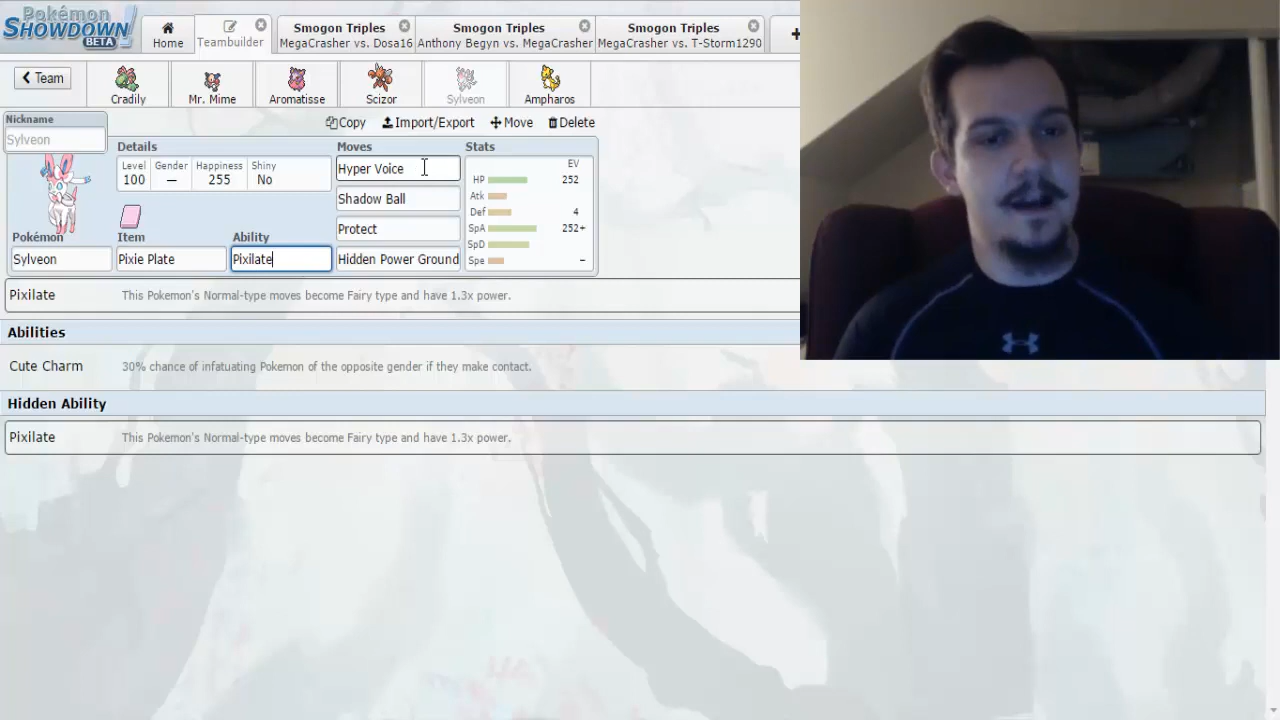 Pokémon
SHOWDOWN!
BETA
Home
Teambuilder
Smogon Triples
MegaCrasher vs. Dosa16
Smogon Triples
Anthony Begyn vs. MegaCrasher
Smogon Triples
MegaCrasher vs. T-Storm1290
+
Team
Cradily
Mr. Mime
Aromatisse
Scizor
Sylveon
Ampharos
Nickname
Sylveon
Copy
Import/Export
Move
Delete
Details
Moves
Stats
Level
Gender
Happiness
Shiny
100
—
255
No
Hyper Voice
Shadow Ball
Protect
Hidden Power Ground
EV
HP 252
Atk
Def 4
SpA 252+
SpD
Spe −
Pokémon
Item
Ability
Sylveon
Pixie Plate
Pixilate
Pixilate This Pokemon's Normal-type moves become Fairy type and have 1.3x power.
Abilities
Cute Charm 30% chance of infatuating Pokemon of the opposite gender if they make contact.
Hidden Ability
Pixilate This Pokemon's Normal-type moves become Fairy type and have 1.3x power.
UNDER ARMOUR